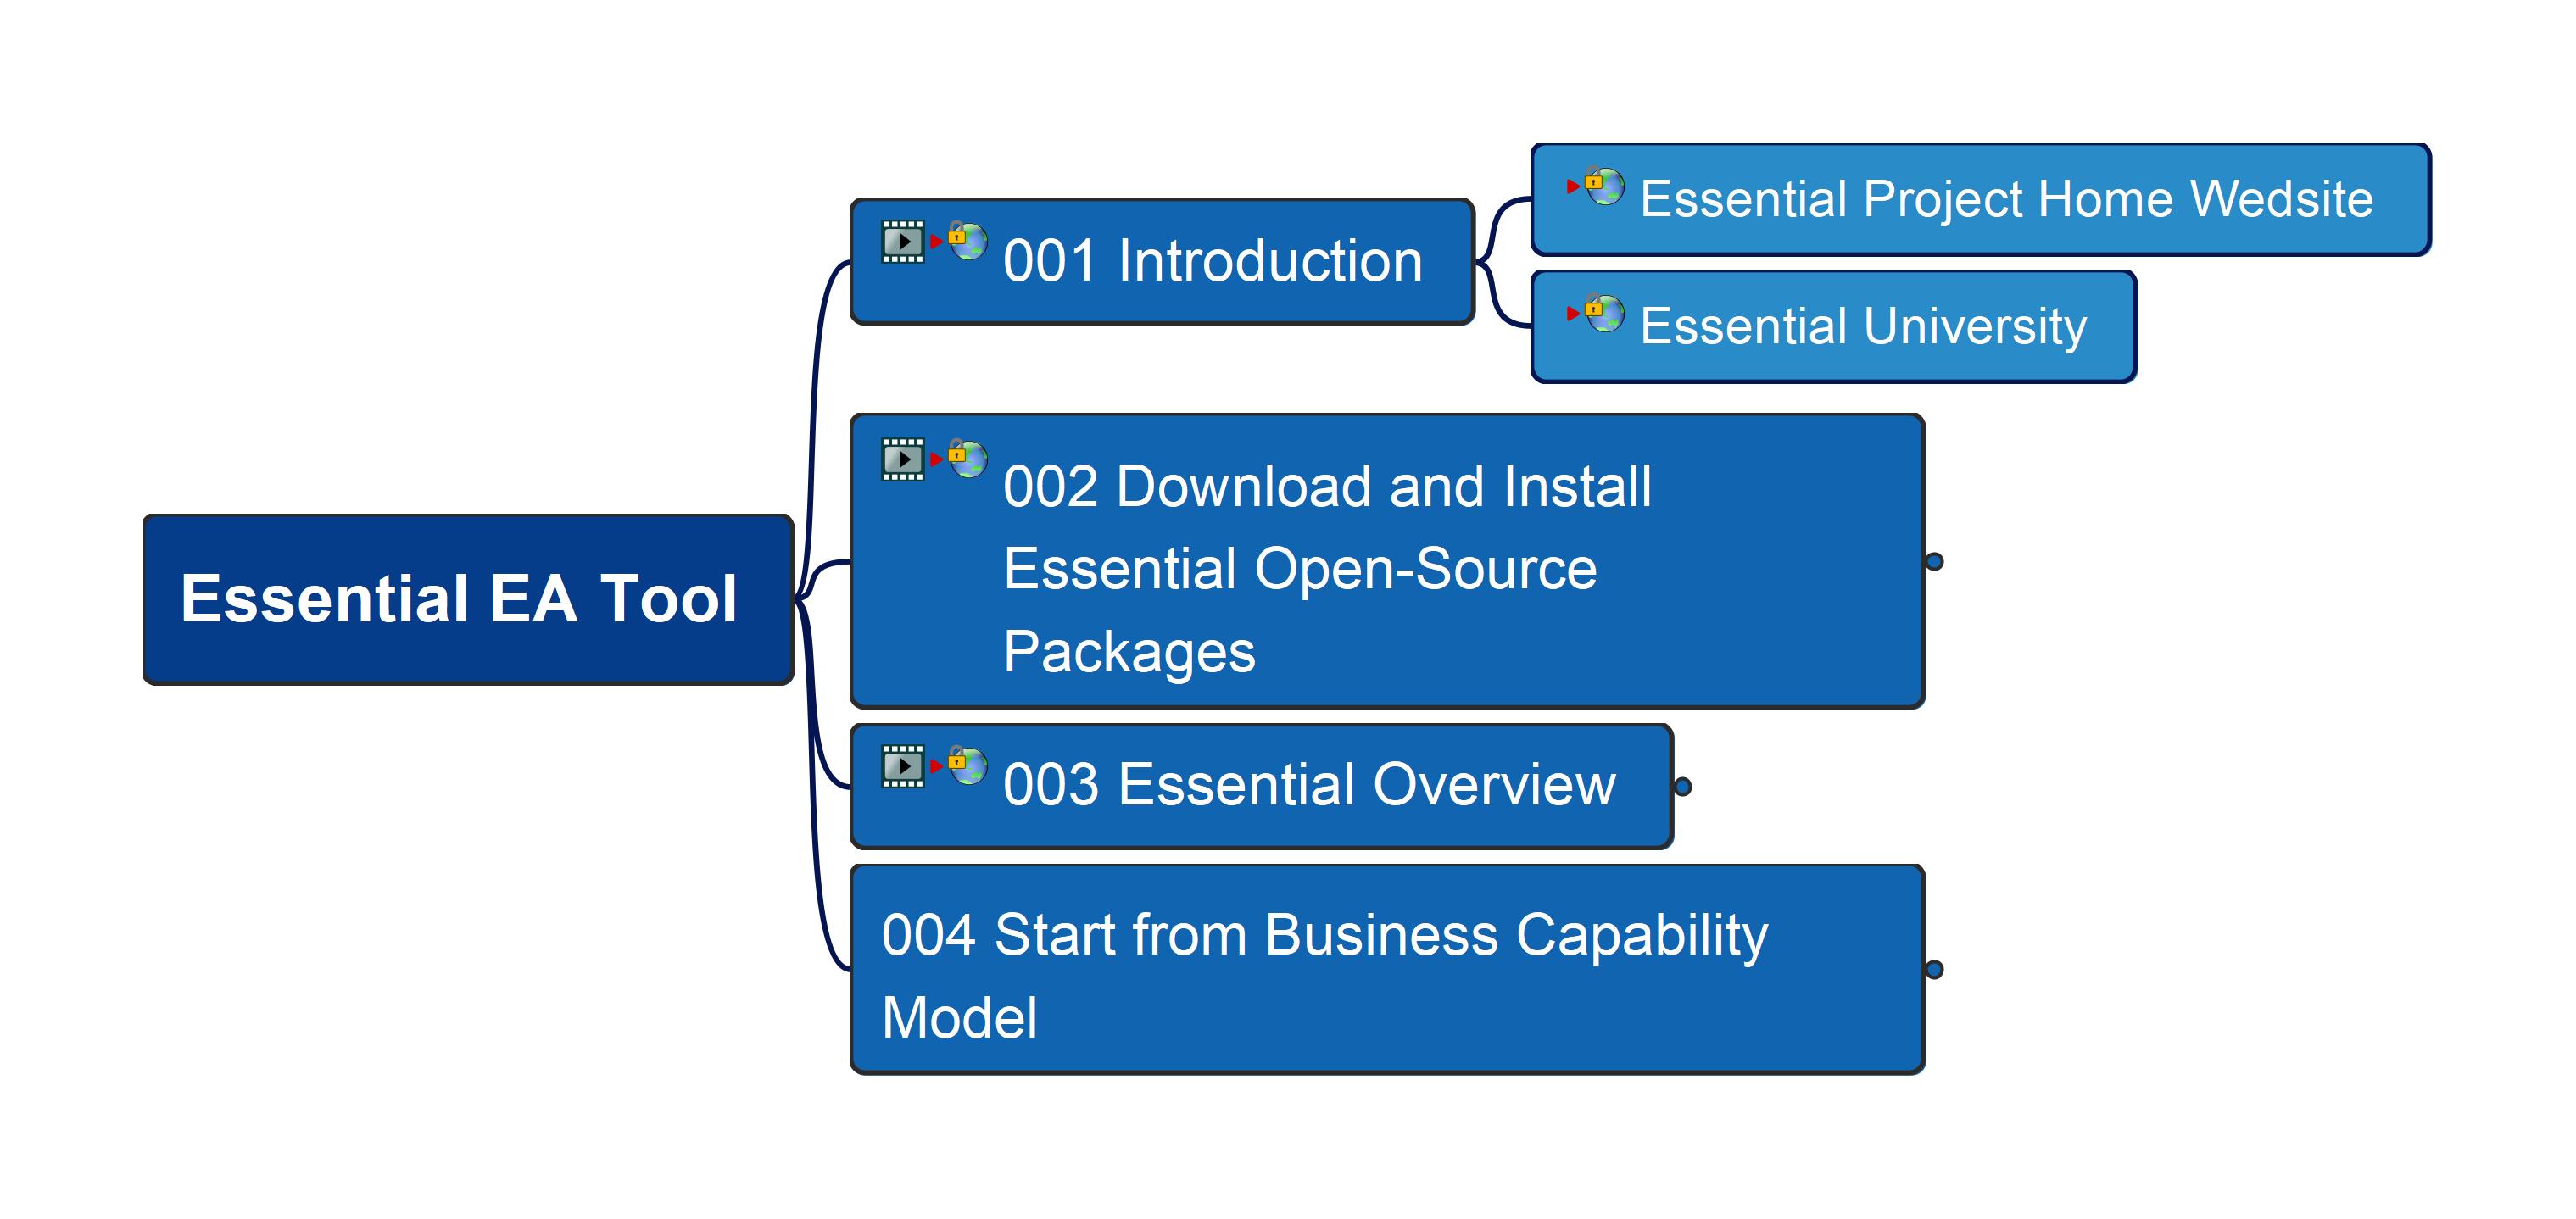 Essential EA Tool
001 Introduction
Essential Project Home Wedsite
Essential University
002 Download and Install
Essential Open-Source
Packages
003 Essential Overview
004 Start from Business Capability
Model